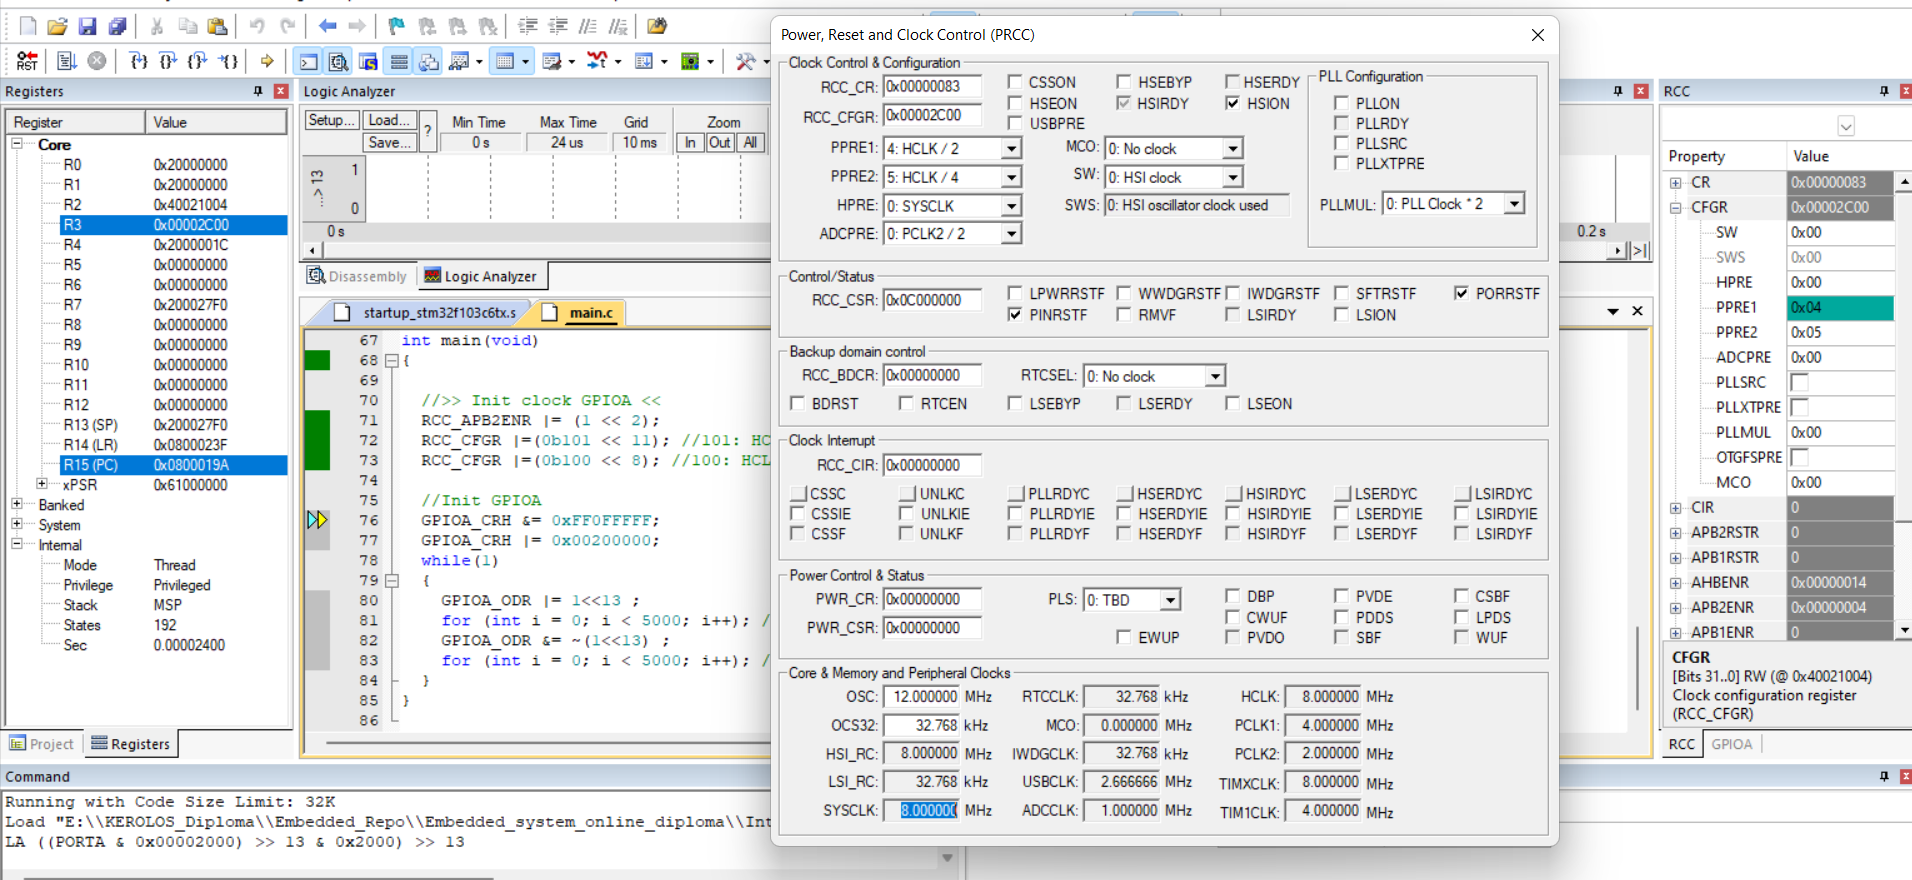 Registers
Register Value
Core
R0 0x20000000
R1 0x20000000
R2 0x40021004
R3 0x00002C00
R4 0x2000001C
R5 0x00000000
R6 0x00000000
R7 0x200027F0
R8 0x00000000
R9 0x00000000
R10 0x00000000
R11 0x00000000
R12 0x00000000
R13 (SP) 0x200027F0
R14 (LR) 0x0800023F
R15 (PC) 0x0800019A
xPSR 0x61000000
Banked
System
Internal
Mode Thread
Privilege Privileged
Stack MSP
States 192
Sec 0.00002400
Project Registers
Logic Analyzer
Setup... Load... ? Min Time Max Time Grid Zoom
Save... 0 s 24 us 10 ms In Out All
...> 13
1
0
0 s
0.2 s
Disassembly Logic Analyzer
startup_stm32f103c6tx.s main.c
67 int main(void)
68 {
69
70 //>> Init clock GPIOA <<
71 RCC_APB2ENR |= (1 << 2);
72 RCC_CFGR |=(0b101 << 11); //101: HC
73 RCC_CFGR |=(0b100 << 8); //100: HCL
74
75 //Init GPIOA
76 GPIOA_CRH &= 0xFF0FFFFF;
77 GPIOA_CRH |= 0x00200000;
78 while(1)
79 {
80 GPIOA_ODR |= 1<<13 ;
81 for (int i = 0; i < 5000; i++); /
82 GPIOA_ODR &= ~(1<<13) ;
83 for (int i = 0; i < 5000; i++); /
84 }
85 }
86
Command
Running with Code Size Limit: 32K
Load "E:\\KEROLOS_Diploma\\Embedded_Repo\\Embedded_system_online_diploma\\Int
LA ((PORTA & 0x00002000) >> 13 & 0x2000) >> 13
Power, Reset and Clock Control (PRCC)
Clock Control & Configuration
RCC_CR: 0x00000083 CSSON HSEBYP HSERDY
HSEON HSIRDY HSION
RCC_CFGR: 0x00002C00 USBPRE
PPRE1: 4: HCLK / 2 MCO: 0: No clock
PPRE2: 5: HCLK / 4 SW: 0: HSI clock
HPRE: 0: SYSCLK SWS: 0: HSI oscillator clock used
ADCPRE: 0: PCLK2 / 2
PLL Configuration
PLLON
PLLRDY
PLLSRC
PLLXTPRE
PLLMUL: 0: PLL Clock * 2
Control/Status
RCC_CSR: 0x0C000000 LPWRRSTF WWDGRSTF IWDGRSTF SFTRSTF PORRSTF
PINRSTF RMVF LSIRDY LSION
Backup domain control
RCC_BDCR: 0x00000000 RTCSEL: 0: No clock
BDRST RTCEN LSEBYP LSERDY LSEON
Clock Interrupt
RCC_CIR: 0x00000000
CSSC UNLKC PLLRDYC HSERDYC HSIRDYC LSERDYC LSIRDYC
CSSIE UNLKIE PLLRDYIE HSERDYIE HSIRDYIE LSERDYIE LSIRDYIE
CSSF UNLKF PLLRDYF HSERDYF HSIRDYF LSERDYF LSIRDYF
Power Control & Status
PWR_CR: 0x00000000 PLS: 0: TBD DBP PVDE CSBF
CWUF PDDS LPDS
PWR_CSR: 0x00000000 EWUP PVDO SBF WUF
Core & Memory and Peripheral Clocks
OSC: 12.000000 MHz RTCCLK: 32.768 kHz HCLK: 8.000000 MHz
OCS32: 32.768 kHz MCO: 0.000000 MHz PCLK1: 4.000000 MHz
HSI_RC: 8.000000 MHz IWDGCLK: 32.768 kHz PCLK2: 2.000000 MHz
LSI_RC: 32.768 kHz USBCLK: 2.666666 MHz TIMXCLK: 8.000000 MHz
SYSCLK: 8.000000 MHz ADCCLK: 1.000000 MHz TIM1CLK: 4.000000 MHz
RCC
Property Value
CR 0x00000083
CFGR 0x00002C00
SW 0x00
SWS 0x00
HPRE 0x00
PPRE1 0x04
PPRE2 0x05
ADCPRE 0x00
PLLSRC
PLLXTPRE
PLLMUL 0x00
OTGFSPRE
MCO 0x00
CIR 0
APB2RSTR 0
APB1RSTR 0
AHBENR 0x00000014
APB2ENR 0x00000004
APB1ENR 0
CFGR
[Bits 31..0] RW (@ 0x40021004)
Clock configuration register
(RCC_CFGR)
RCC GPIOA